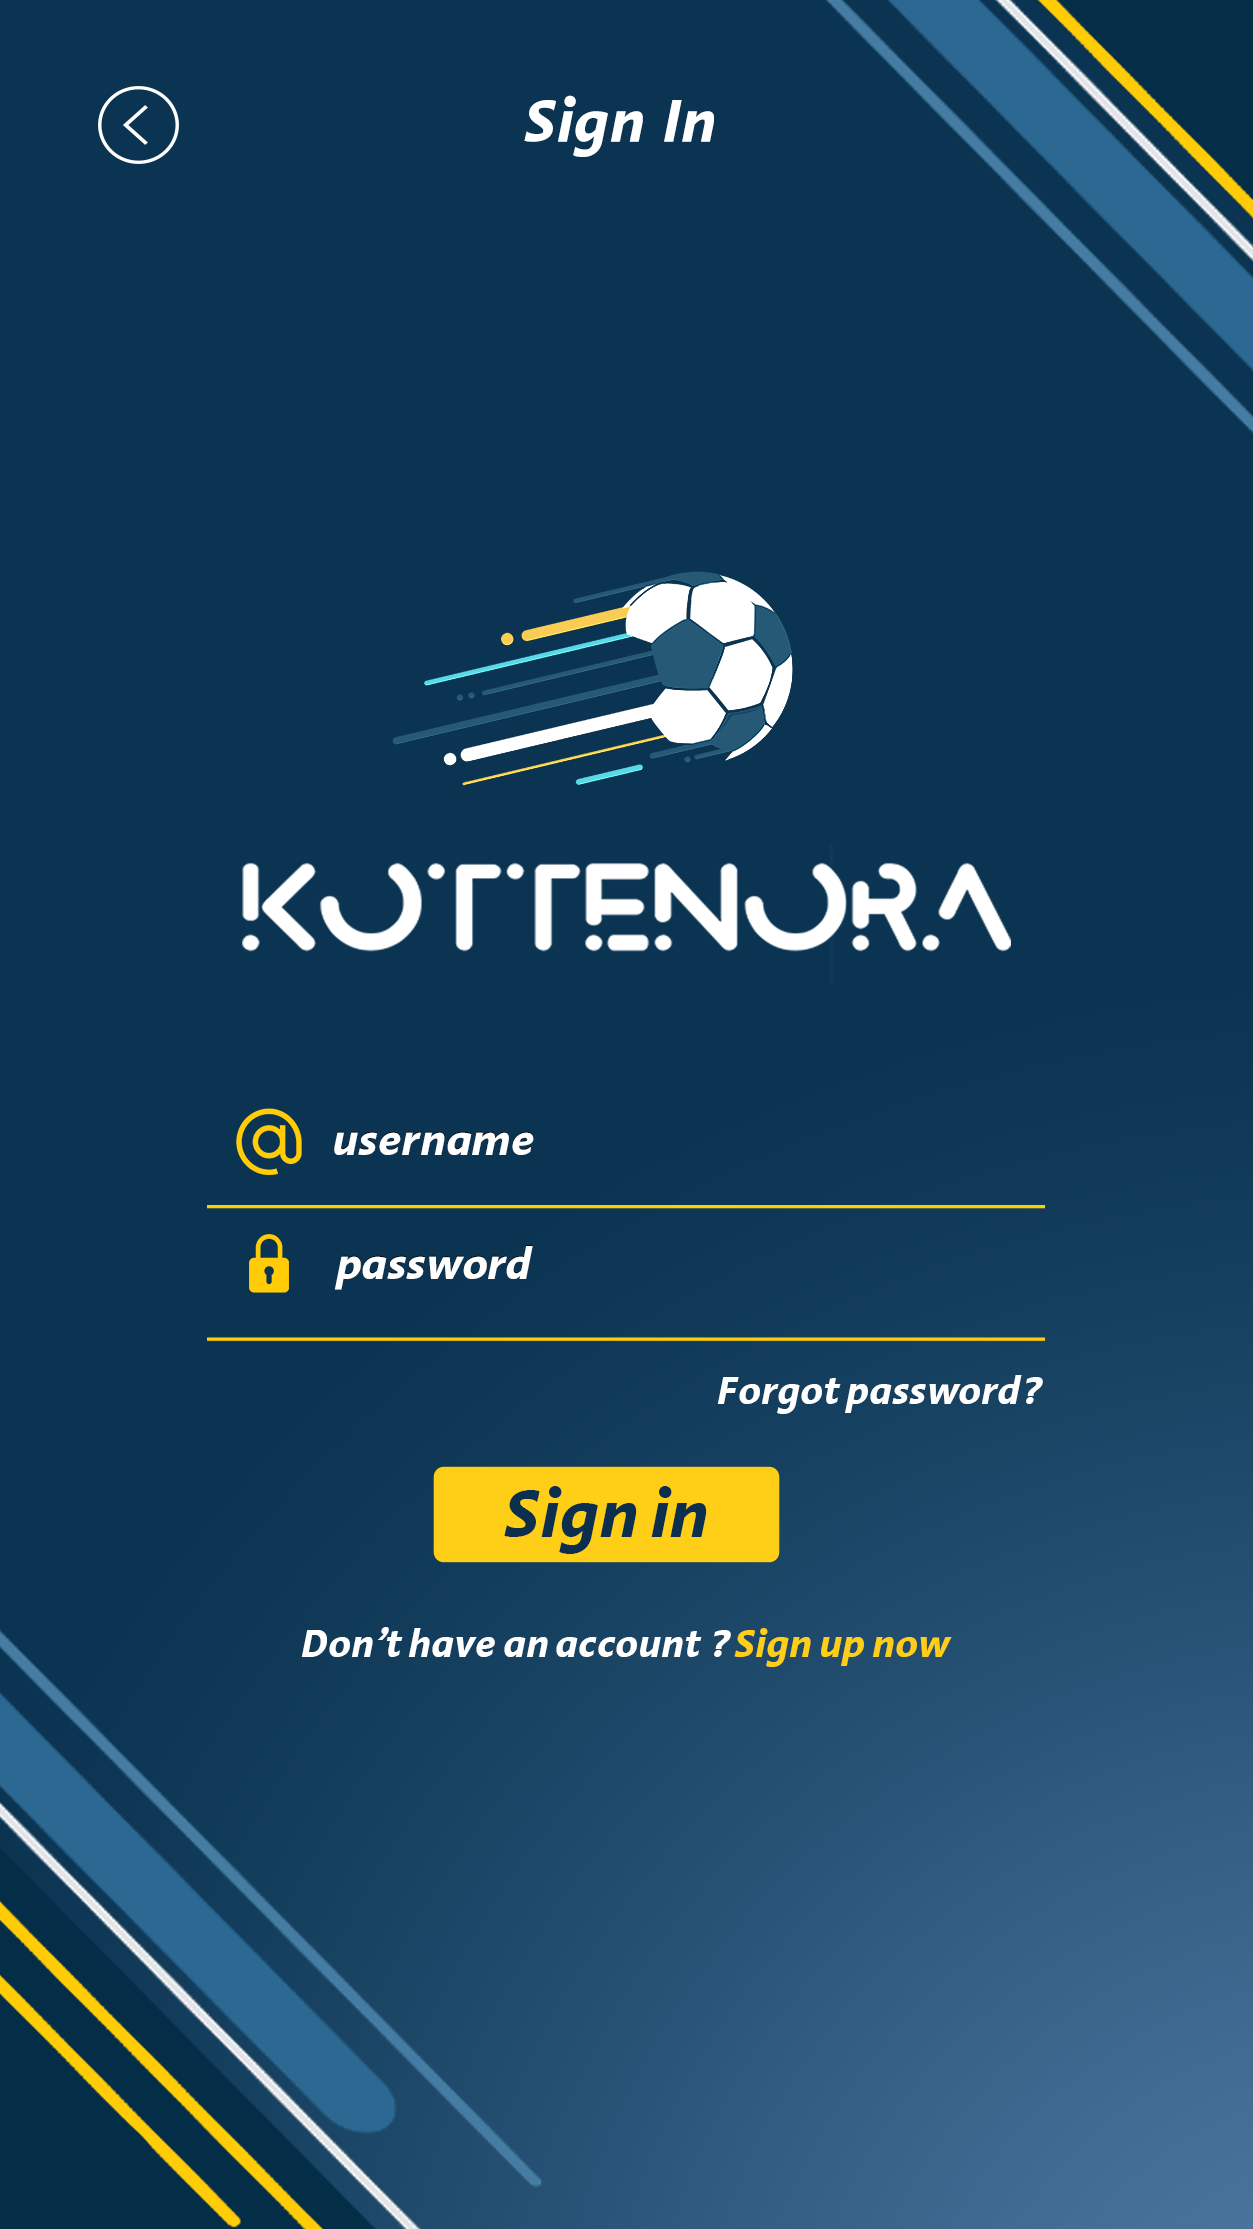 Sign In
KOTTENORA
username
password
Forgot password?
Sign in
Don't have an account ? Sign up now